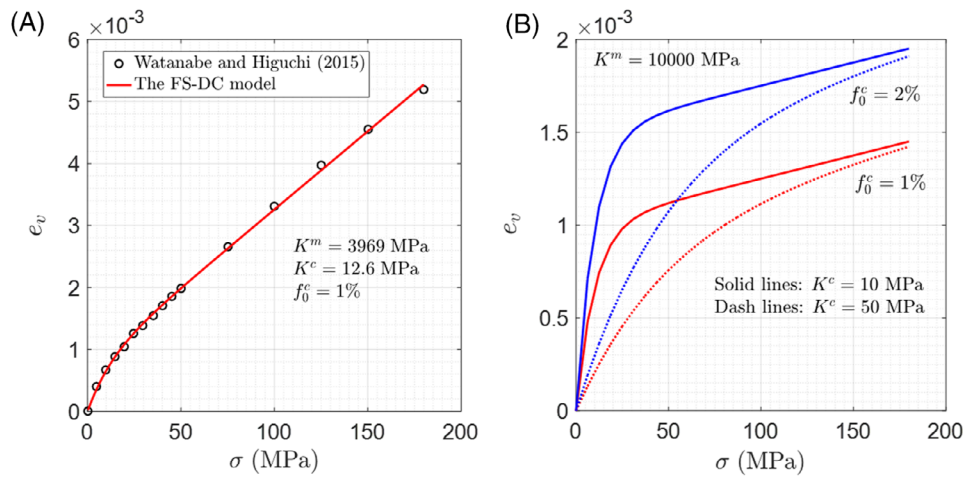 (A)
×10⁻³
6
5
4
3
2
1
0
0
50
100
150
200
e_v
σ (MPa)
Watanabe and Higuchi (2015)
The FS-DC model
K^m = 3969 MPa
K^c = 12.6 MPa
f_0^c = 1%
(B)
×10⁻³
2
1.5
1
0.5
0
0
50
100
150
200
e_v
σ (MPa)
K^m = 10000 MPa
f_0^c = 2%
f_0^c = 1%
Solid lines: K^c = 10 MPa
Dash lines: K^c = 50 MPa